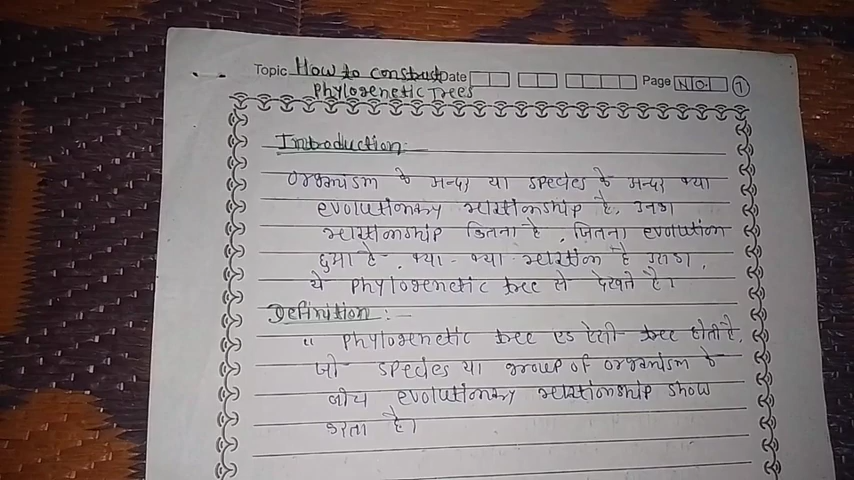 Topic How to construct Date Page No. 1
Phylogenetic Trees
Introduction:-
organism के अन्दर या species के अन्दर क्या
evolutionary relationship है, उनका
relationship कितना है, जितना evolution
हुआ है, क्या-क्या relation है उसका,
ये phylogenetic tree से देखते है।
Definition:-
" Phylogenetic tree एक ऐसी tree होती है,
जो species या group of organism के
बीच evolutionary relationship show
करता है।